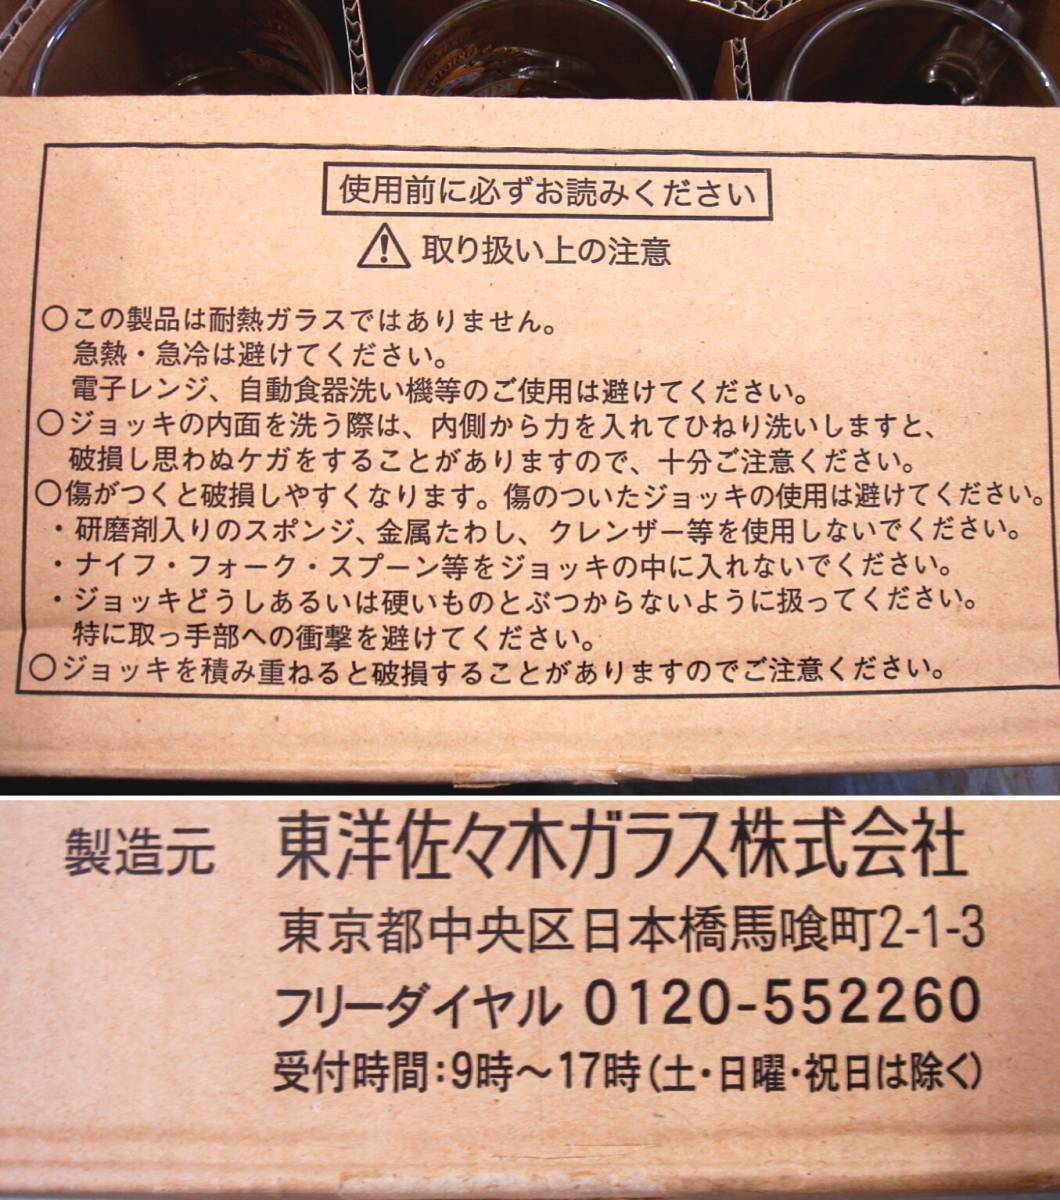 使用前に必ずお読みください
取り扱い上の注意
○この製品は耐熱ガラスではありません。
急熱・急冷は避けてください。
電子レンジ、自動食器洗い機等のご使用は避けてください。
○ジョッキの内面を洗う際は、内側から力を入れてひねり洗いしますと、
破損し思わぬケガをすることがありますので、十分ご注意ください。
○傷がつくと破損しやすくなります。傷のついたジョッキの使用は避けてください。
・研磨剤入りのスポンジ、金属たわし、クレンザー等を使用しないでください。
・ナイフ・フォーク・スプーン等をジョッキの中に入れないでください。
・ジョッキどうしあるいは硬いものとぶつからないように扱ってください。
特に取っ手部への衝撃を避けてください。
○ジョッキを積み重ねると破損することがありますのでご注意ください。
製造元 東洋佐々木ガラス株式会社
東京都中央区日本橋馬喰町2-1-3
フリーダイヤル 0120-552260
受付時間:9時～17時(土・日曜・祝日は除く)